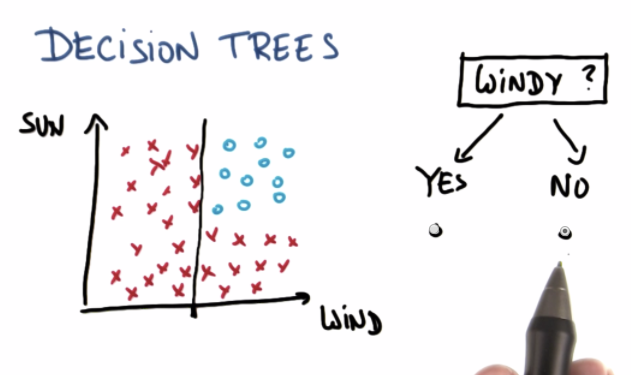 DECISION TREES
WINDY ?
SUN
YES
NO
WIND